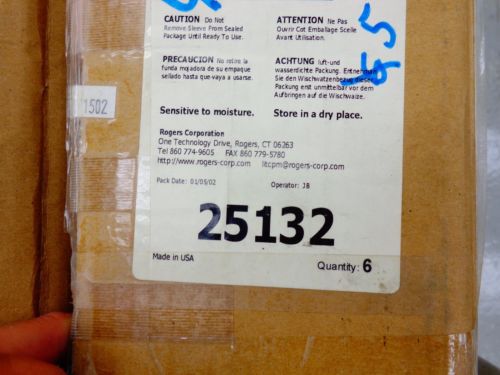 CAUTION Do Not
Remove Sleeve From Sealed
Package Until Ready To Use.
ATTENTION Ne Pas
Ouvrir Cot Emballage Scelle
Avant Utilisation.
PRECAUCION No retire la
funda mojadora de su empaque
sellado hasta que vaya a usarse.
ACHTUNG luft-und
wasserdichte Packung. Entnehman
Sie den Wischwatzenbezug dieser
Packung erst unmittelbar vor dem
Aufbringen auf die Wischwaize.
Sensitive to moisture. Store in a dry place.
Rogers Corporation
One Technology Drive, Rogers, CT 06263
Tel 860 774-9605 FAX 860 779-5780
http://www.rogers-corp.com litcpm@rogers-corp.com
Pack Date: 01/05/02 Operator: JB
25132
Made in USA
Quantity: 6
1502